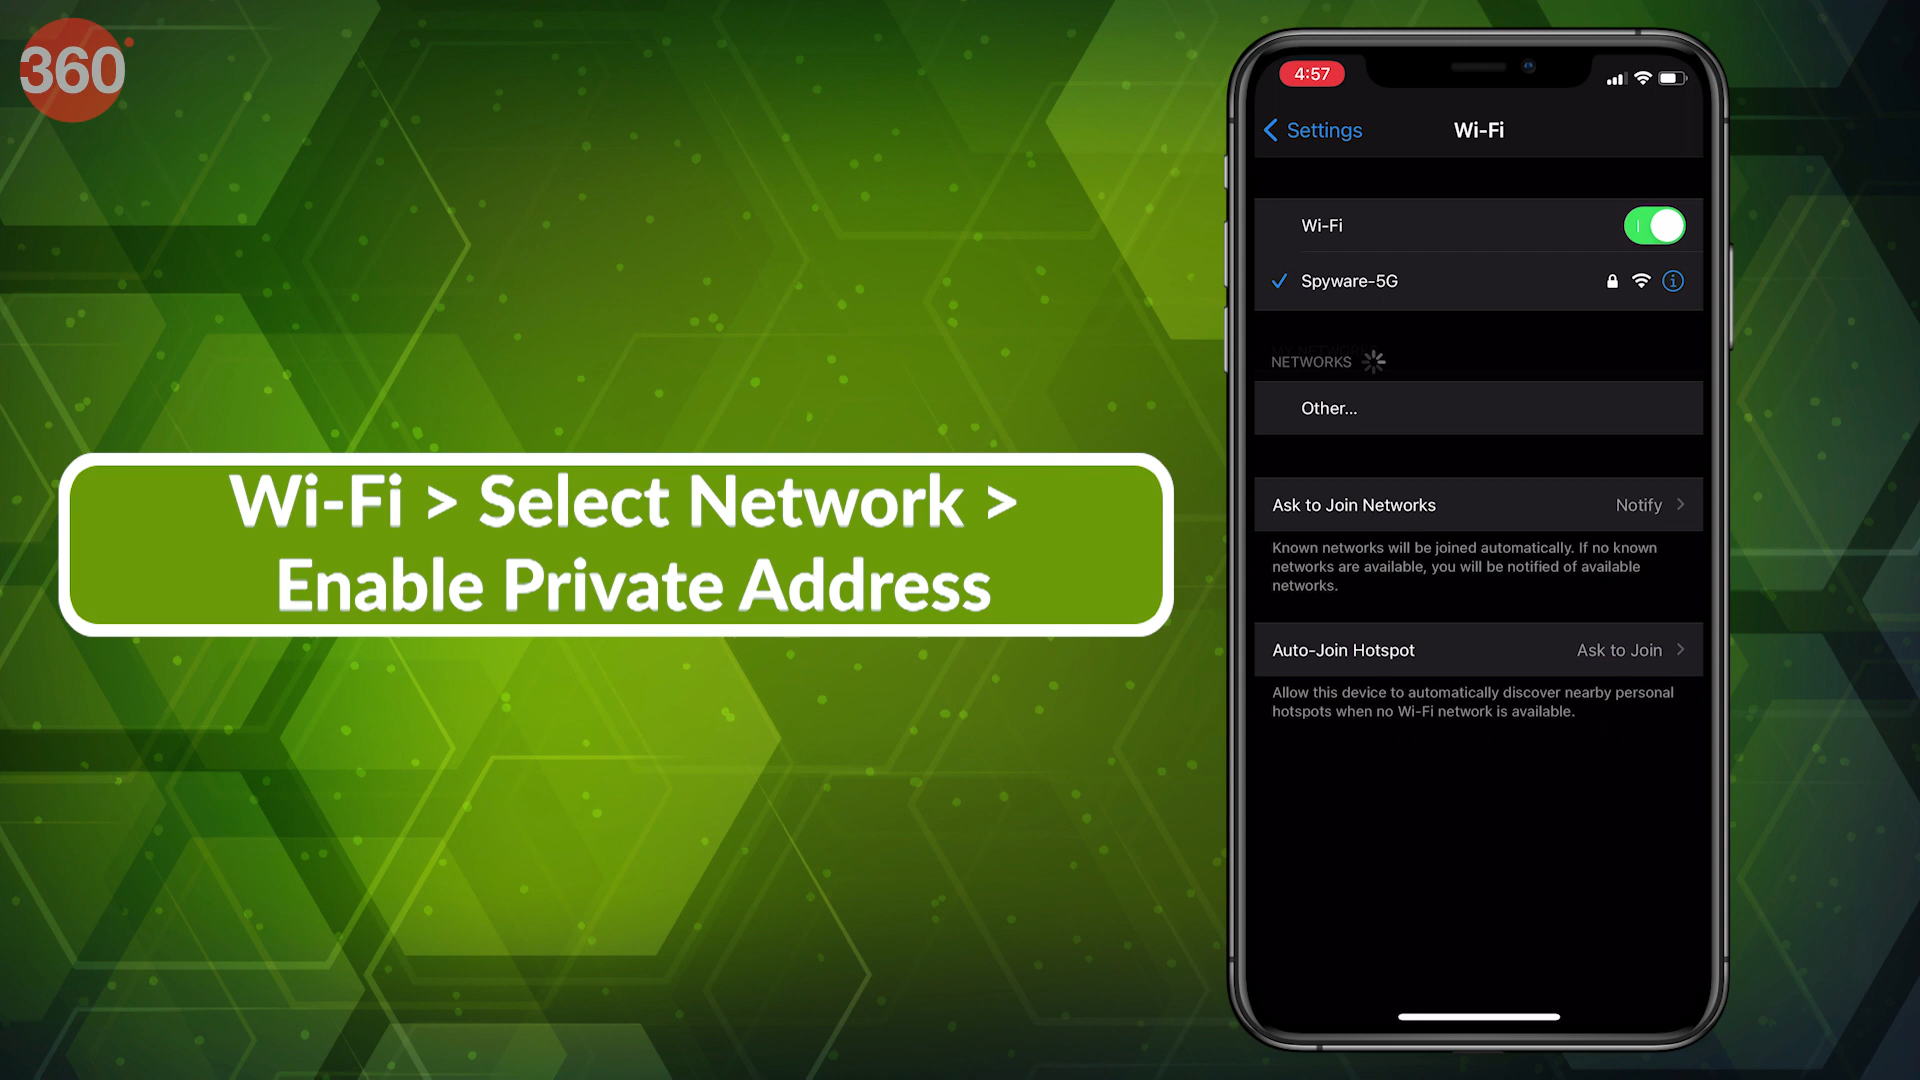 360
Wi-Fi > Select Network >
Enable Private Address
4:57
Settings
Wi-Fi
Wi-Fi
Spyware-5G
NETWORKS
Other...
Ask to Join Networks Notify
Known networks will be joined automatically. If no known
networks are available, you will be notified of available
networks.
Auto-Join Hotspot Ask to Join
Allow this device to automatically discover nearby personal
hotspots when no Wi-Fi network is available.